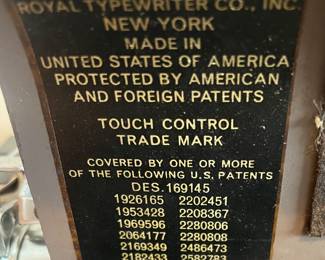 ROYAL TYPEWRITER CO., INC.
NEW YORK
MADE IN
UNITED STATES OF AMERICA
PROTECTED BY AMERICAN
AND FOREIGN PATENTS
TOUCH CONTROL
TRADE MARK
COVERED BY ONE OR MORE
OF THE FOLLOWING U.S. PATENTS
DES. 169145
1926165 2202451
1953428 2208367
1969596 2280806
2064177 2280808
2169349 2486473
2182433 2582783